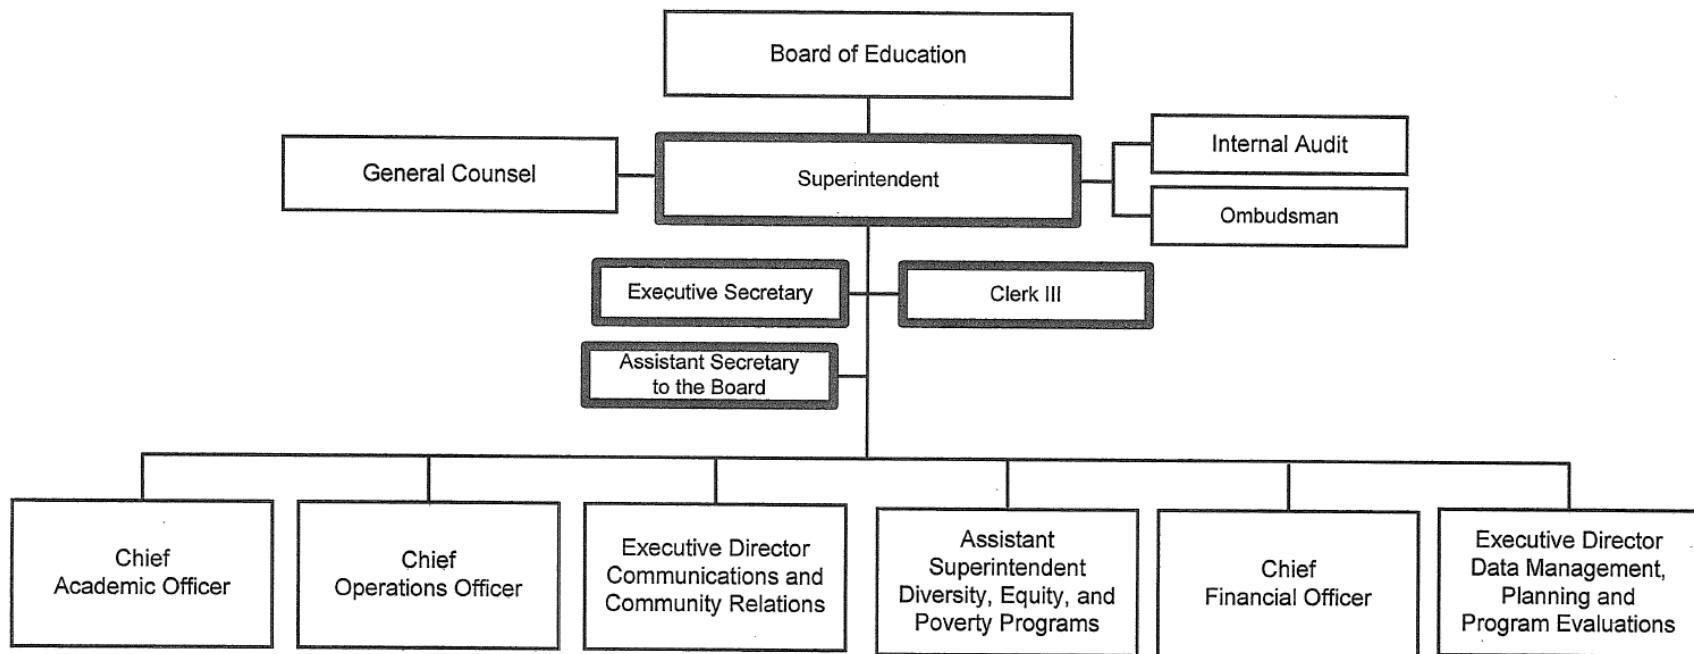 Board of Education
General Counsel
Superintendent
Internal Audit
Ombudsman
Executive Secretary
Clerk III
Assistant Secretary
to the Board
Chief
Academic Officer
Chief
Operations Officer
Executive Director
Communications and
Community Relations
Assistant
Superintendent
Diversity, Equity, and
Poverty Programs
Chief
Financial Officer
Executive Director
Data Management,
Planning and
Program Evaluations